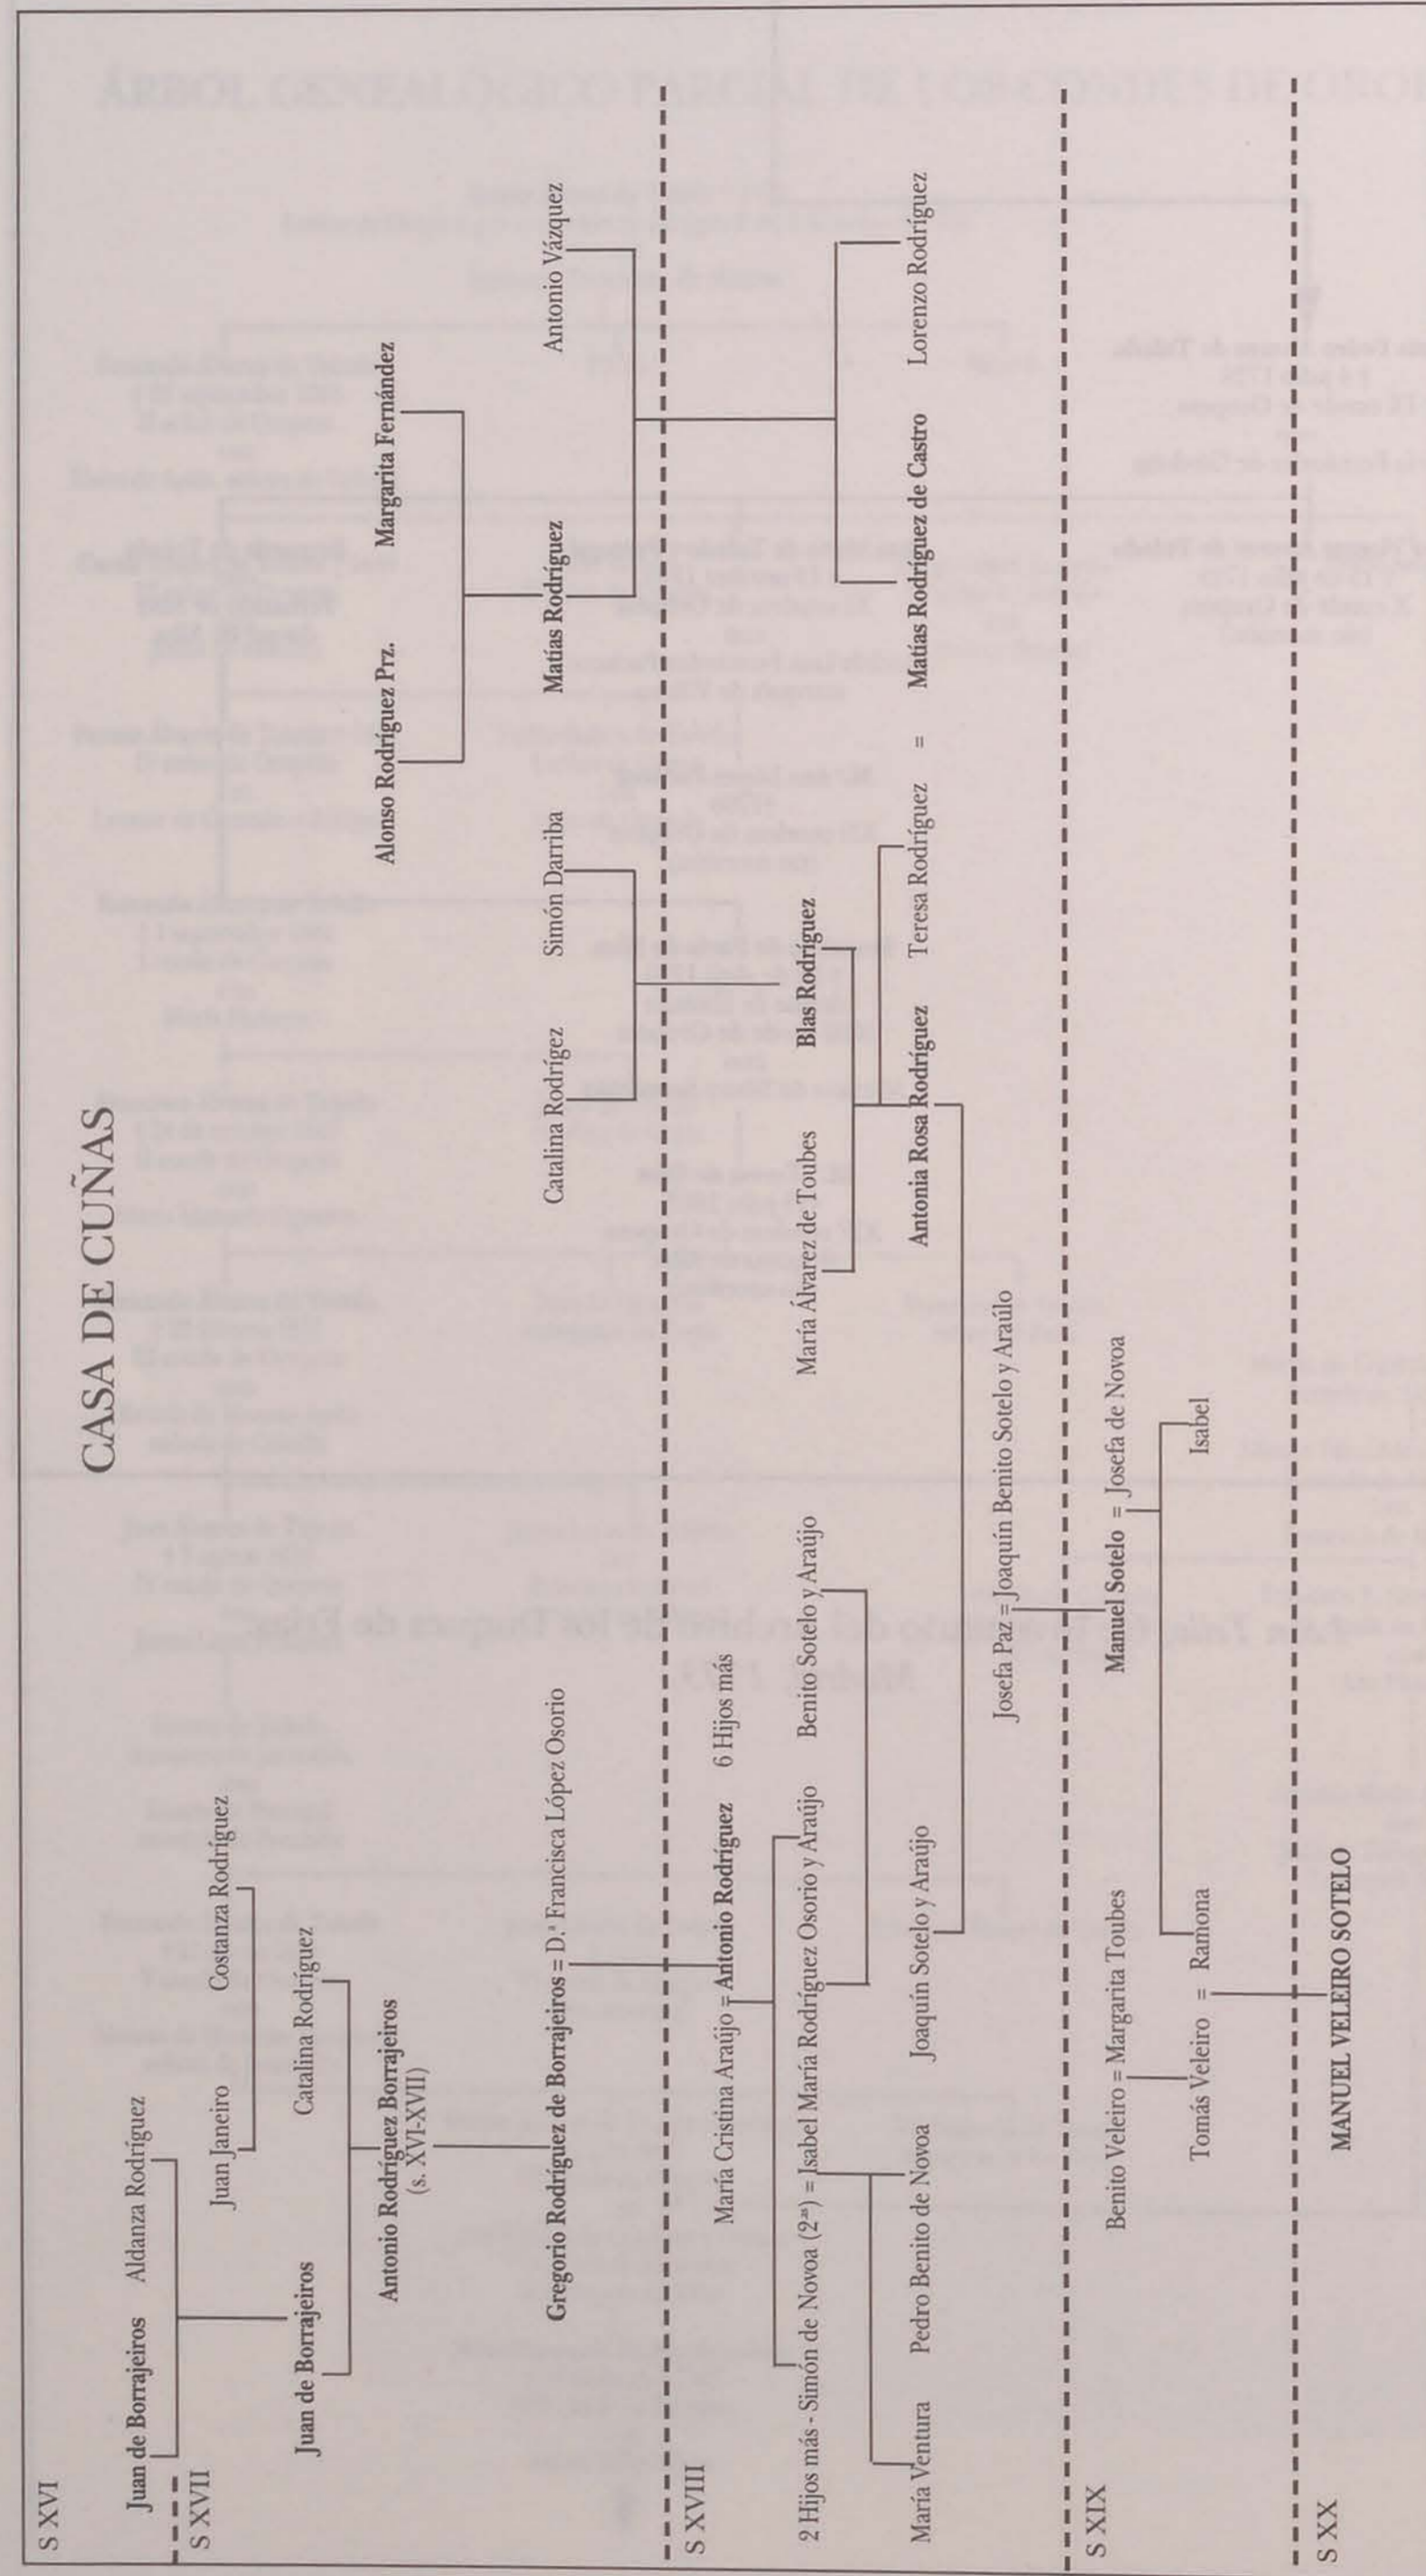 CASA DE CUÑAS
S XVI
Juan de Borrajeiros Aldanza Rodríguez
S XVII
Juan Janeiro Costanza Rodríguez
Juan de Borrajeiros Catalina Rodríguez
Antonio Rodríguez Borrajeiros
(s. XVI-XVII)
Alonso Rodríguez Prz. Margarita Fernández
Gregorio Rodríguez de Borrajeiros = D.ª Francisca López Osorio Catalina Rodrígez Simón Darriba Matías Rodríguez Antonio Vázquez
S XVIII
María Cristina Araújo = Antonio Rodríguez 6 Hijos más
2 Hijos más - Simón de Novoa (2ªˢ) = Isabel María Rodríguez Osorio y Araújo Benito Sotelo y Araújo María Álvarez de Toubes Blas Rodríguez
María Ventura Pedro Benito de Novoa Joaquín Sotelo y Araújo Antonia Rosa Rodríguez Teresa Rodríguez = Matías Rodríguez de Castro Lorenzo Rodríguez
Josefa Paz = Joaquín Benito Sotelo y Araúlo
S XIX
Benito Veleiro = Margarita Toubes Manuel Sotelo = Josefa de Novoa
Tomás Veleiro = Ramona Isabel
S XX
MANUEL VELEIRO SOTELO